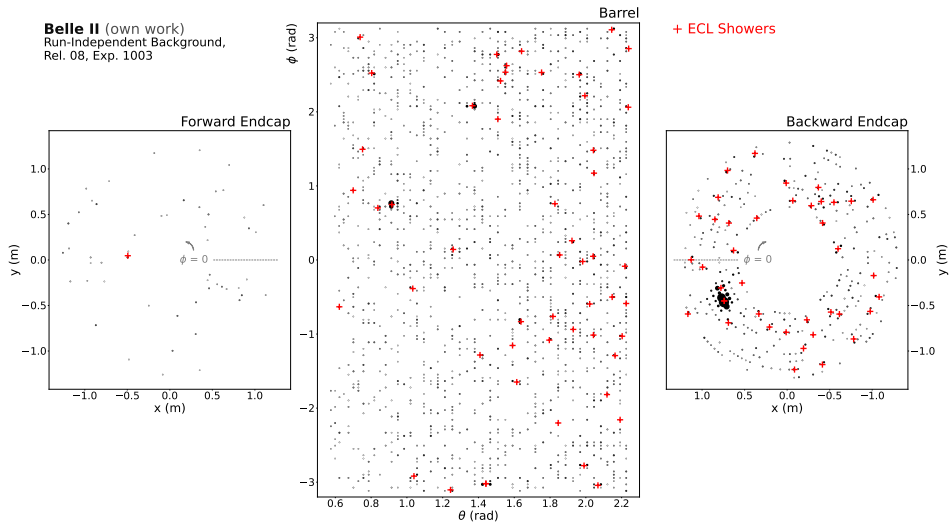 Belle II (own work)
Run-Independent Background,
Rel. 08, Exp. 1003
Barrel
+ ECL Showers
Forward Endcap
Backward Endcap
ϕ (rad)
3
2
1
0
−1
−2
−3
0.6 0.8 1.0 1.2 1.4 1.6 1.8 2.0 2.2
θ (rad)
y (m)
1.0
0.5
0.0
−0.5
−1.0
ϕ = 0
−1.0 −0.5 0.0 0.5 1.0
x (m)
ϕ = 0
1.0
0.5
0.0
−0.5
−1.0
y (m)
1.0 0.5 0.0 −0.5 −1.0
x (m)